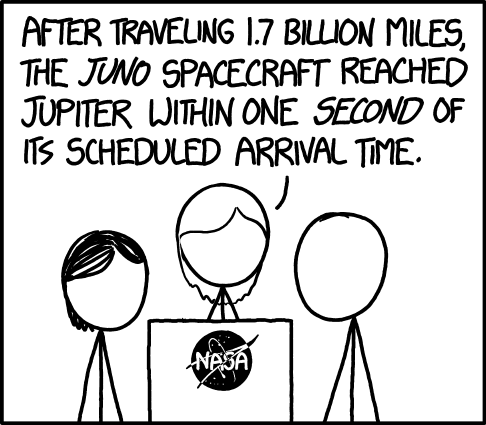 AFTER TRAVELING 1.7 BILLION MILES,
THE JUNO SPACECRAFT REACHED
JUPITER WITHIN ONE SECOND OF
ITS SCHEDULED ARRIVAL TIME.
NASA